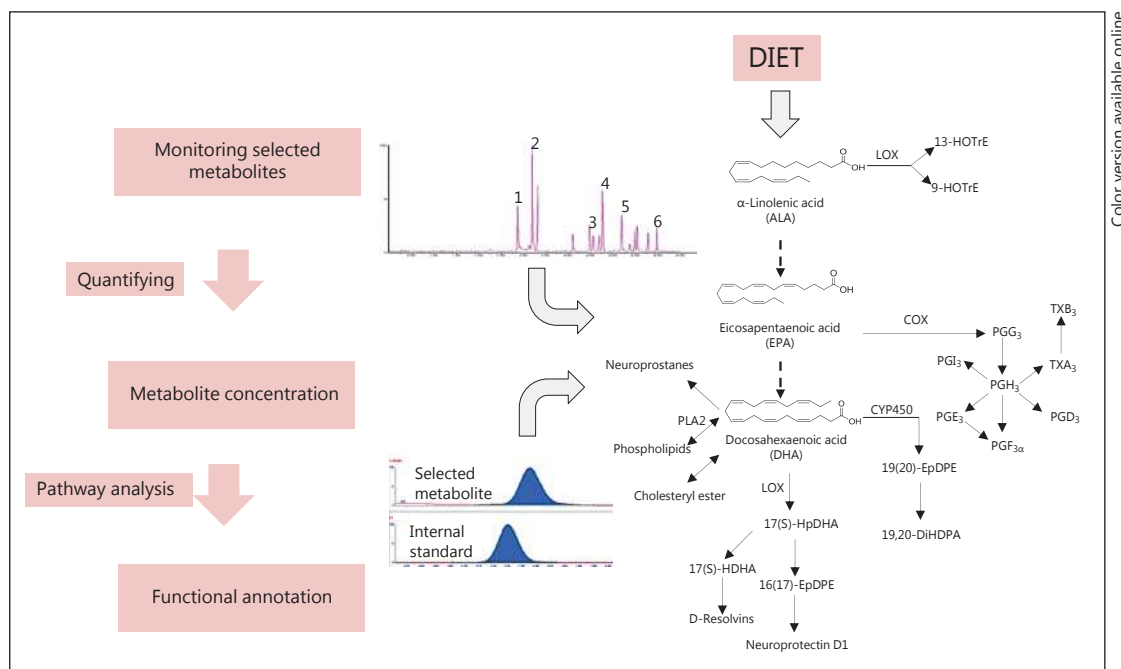 Color version available online
DIET
Monitoring selected
metabolites
Quantifying
Metabolite concentration
Pathway analysis
Functional annotation
1
2
3
4
5
6
Selected
metabolite
Internal
standard
O
OH
LOX
13-HOTrE
9-HOTrE
α-Linolenic acid
(ALA)
O
OH
Eicosapentaenoic acid
(EPA)
COX
PGG₃
TXB₃
PGI₃
TXA₃
PGH₃
PGE₃
PGD₃
PGF₃α
Neuroprostanes
PLA2
Phospholipids
Cholesteryl ester
O
OH
Docosahexaenoic acid
(DHA)
CYP450
19(20)-EpDPE
19,20-DiHDPA
LOX
17(S)-HpDHA
17(S)-HDHA
16(17)-EpDPE
D-Resolvins
Neuroprotectin D1